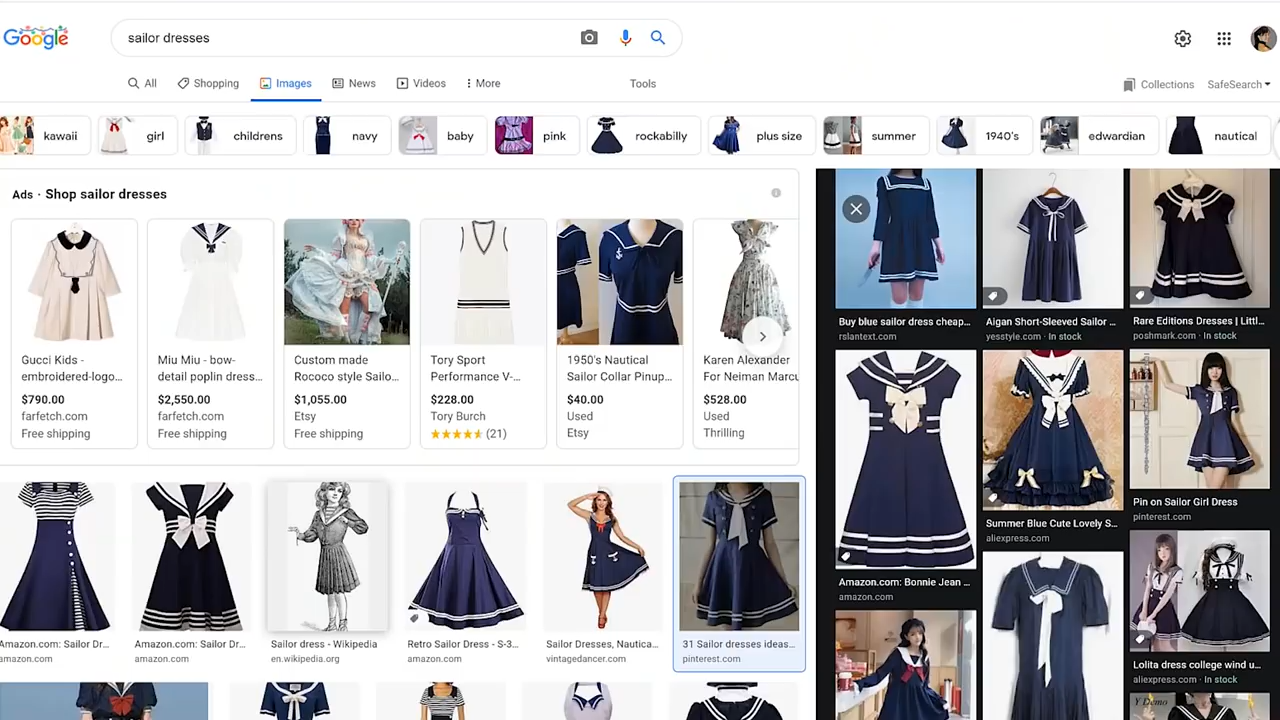 Google
sailor dresses
All
Shopping
Images
News
Videos
More
Tools
Collections
SafeSearch
kawaii
girl
childrens
navy
baby
pink
rockabilly
plus size
summer
1940's
edwardian
nautical
Ads · Shop sailor dresses
Gucci Kids -
embroidered-logo...
$790.00
farfetch.com
Free shipping
Miu Miu - bow-
detail poplin dress...
$2,550.00
farfetch.com
Free shipping
Custom made
Rococo style Sailo...
$1,055.00
Etsy
Free shipping
Tory Sport
Performance V-...
$228.00
Tory Burch
(21)
1950's Nautical
Sailor Collar Pinup...
$40.00
Used
Etsy
Karen Alexander
For Neiman Marcu
$528.00
Used
Thrilling
Amazon.com: Sailor Dr...
amazon.com
Amazon.com: Sailor Dr...
amazon.com
Sailor dress - Wikipedia
en.wikipedia.org
Retro Sailor Dress - S-3...
amazon.com
Sailor Dresses, Nautica...
vintagedancer.com
31 Sailor dresses ideas...
pinterest.com
Buy blue sailor dress cheap...
rslantext.com
Aigan Short-Sleeved Sailor ...
yesstyle.com · In stock
Rare Editions Dresses | Littl...
poshmark.com · In stock
Amazon.com: Bonnie Jean ...
amazon.com
Summer Blue Cute Lovely S...
aliexpress.com
Pin on Sailor Girl Dress
pinterest.com
Lolita dress college wind u...
aliexpress.com · In stock
Y Demo